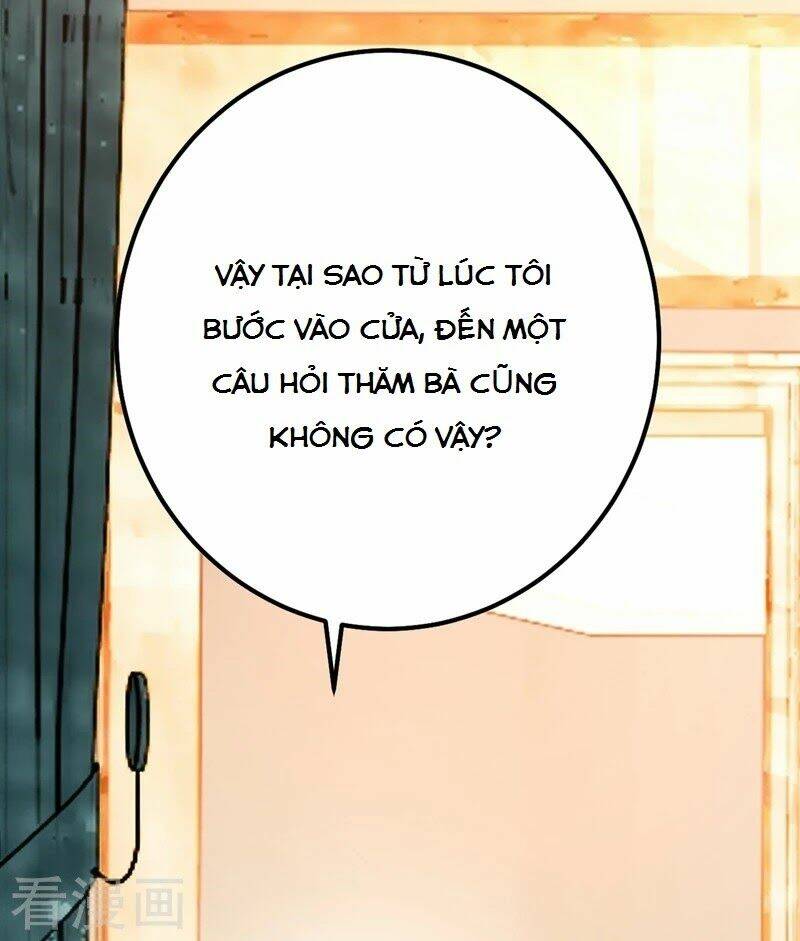 VẬY TẠI SAO TỪ LÚC TÔI
BƯỚC VÀO CỬA, ĐẾN MỘT
CÂU HỎI THĂM BÀ CŨNG
KHÔNG CÓ VẬY?
看漫画